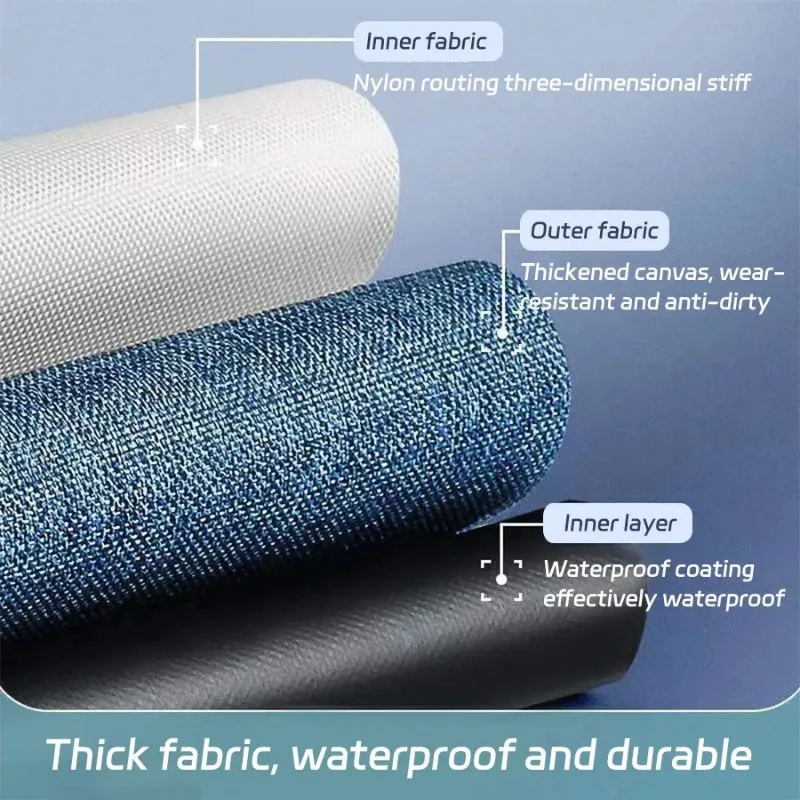 Inner fabric
Nylon routing three-dimensional stiff
Outer fabric
Thickened canvas, wear-
resistant and anti-dirty
Inner layer
Waterproof coating
effectively waterproof
Thick fabric, waterproof and durable